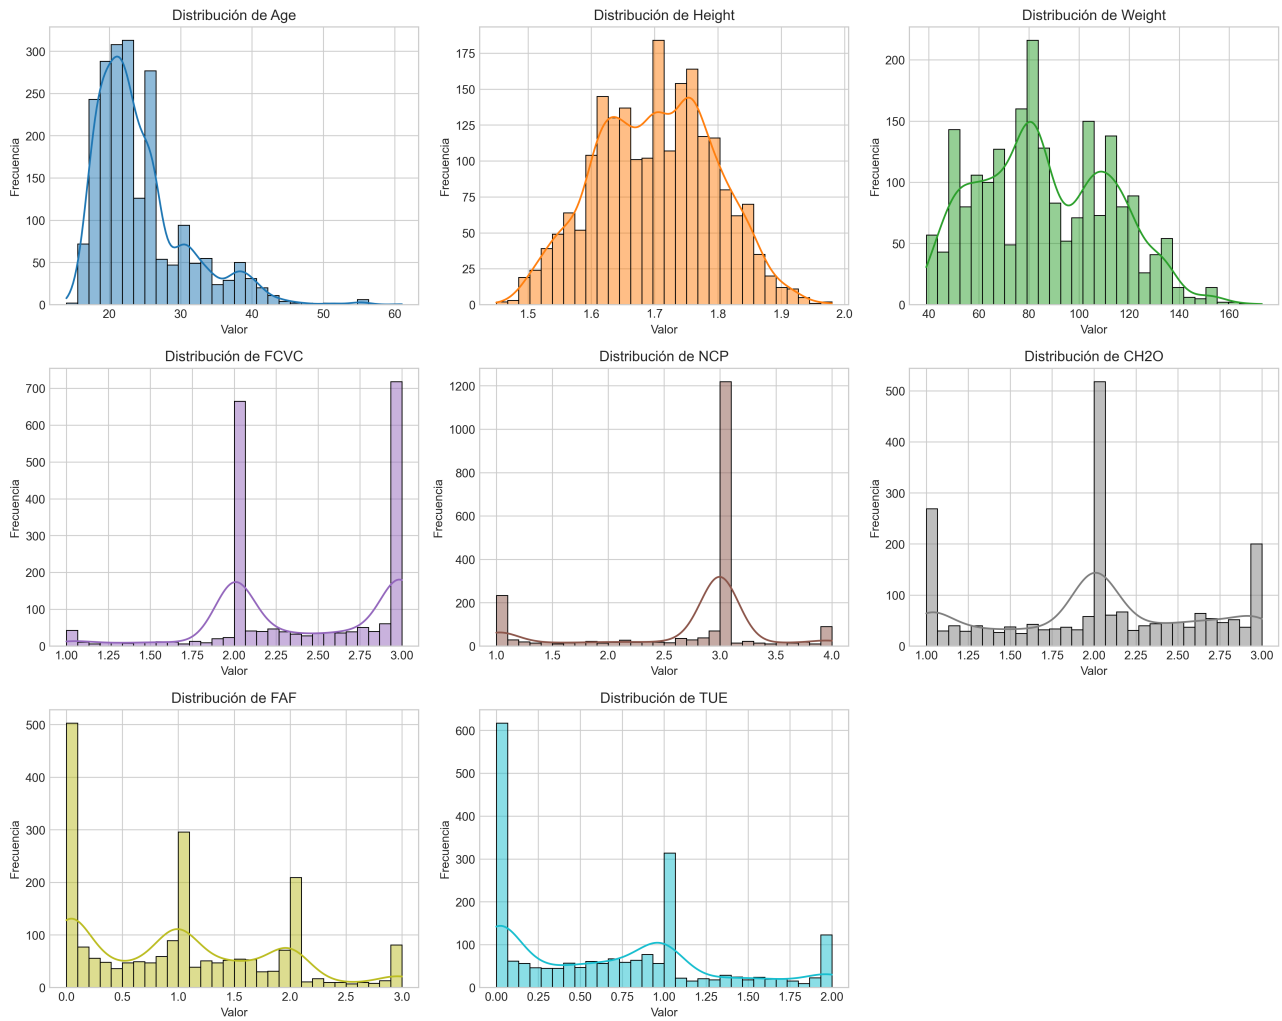 Distribución de Age
Frecuencia
300
250
200
150
100
50
0
20 30 40 50 60
Valor
Distribución de Height
Frecuencia
175
150
125
100
75
50
25
0
1.5 1.6 1.7 1.8 1.9 2.0
Valor
Distribución de Weight
Frecuencia
200
150
100
50
0
40 60 80 100 120 140 160
Valor
Distribución de FCVC
Frecuencia
700
600
500
400
300
200
100
0
1.00 1.25 1.50 1.75 2.00 2.25 2.50 2.75 3.00
Valor
Distribución de NCP
Frecuencia
1200
1000
800
600
400
200
0
1.0 1.5 2.0 2.5 3.0 3.5 4.0
Valor
Distribución de CH2O
Frecuencia
500
400
300
200
100
0
1.00 1.25 1.50 1.75 2.00 2.25 2.50 2.75 3.00
Valor
Distribución de FAF
Frecuencia
500
400
300
200
100
0
0.0 0.5 1.0 1.5 2.0 2.5 3.0
Valor
Distribución de TUE
Frecuencia
600
500
400
300
200
100
0
0.00 0.25 0.50 0.75 1.00 1.25 1.50 1.75 2.00
Valor